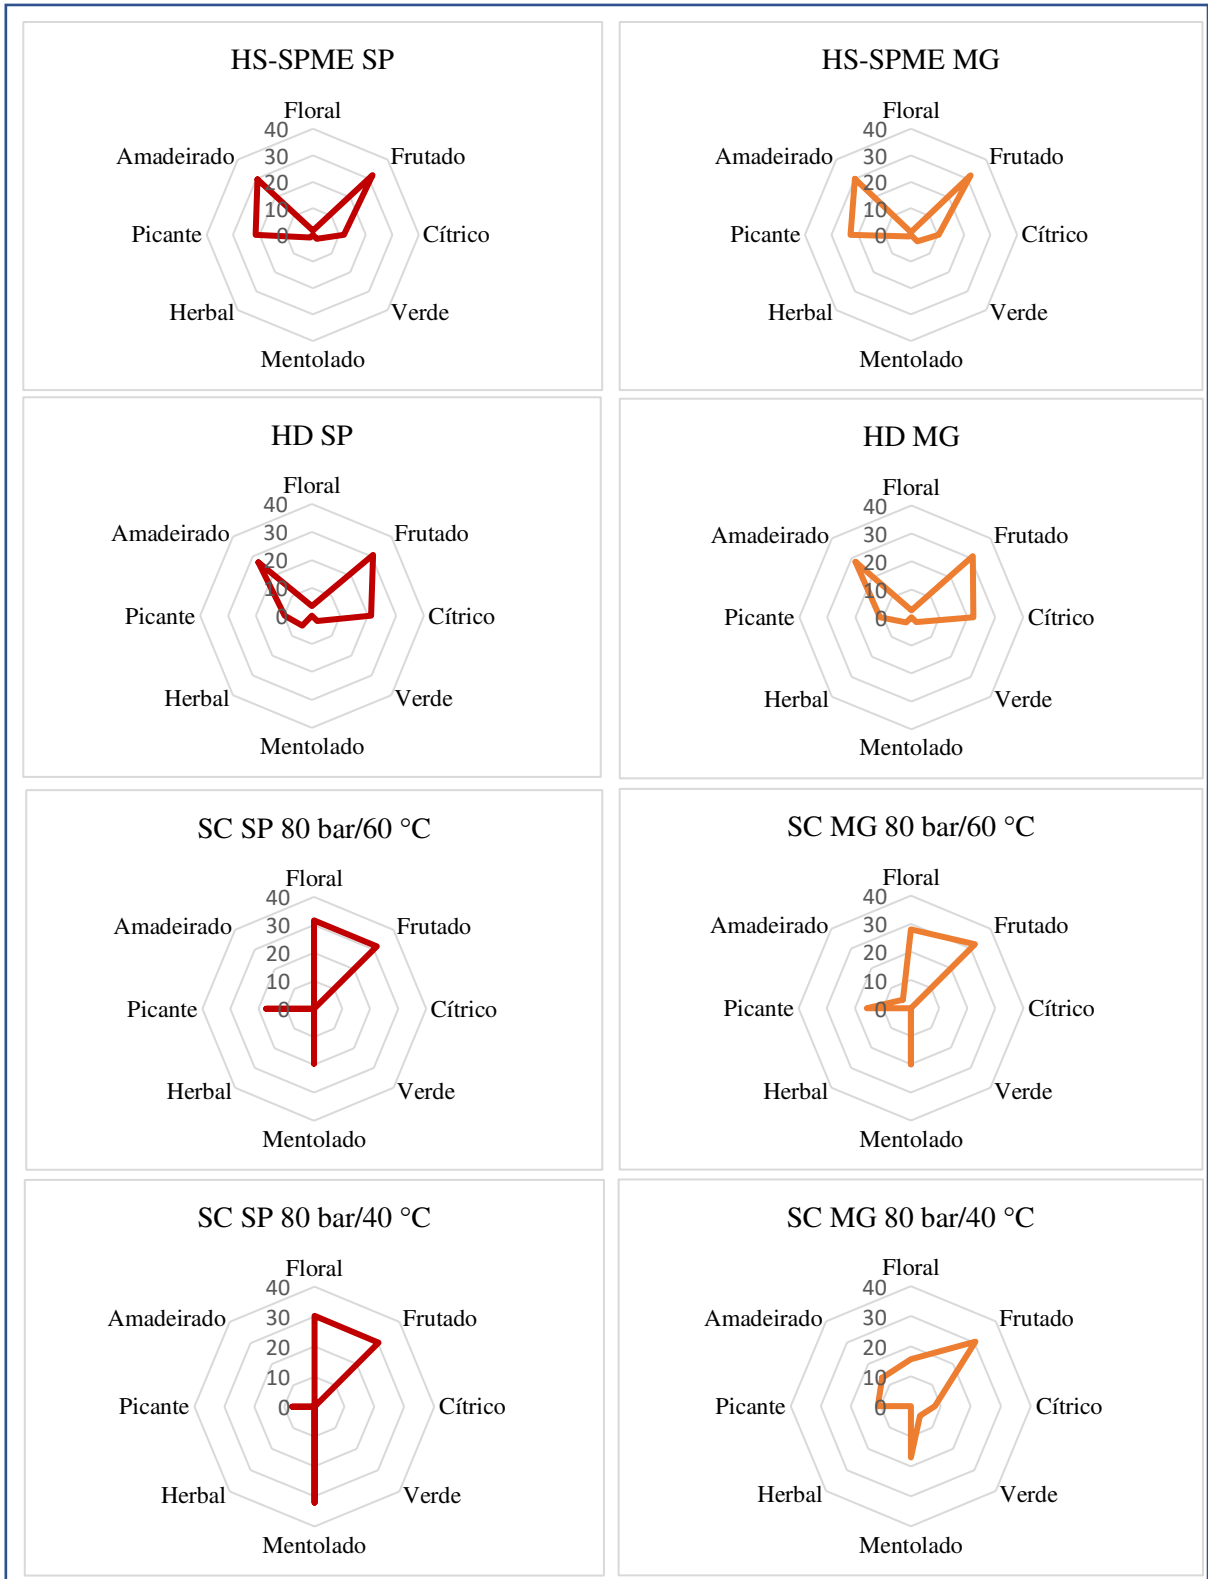 HS-SPME SP
Floral
40
30
20
10
0
Amadeirado
Frutado
Picante
Cítrico
Herbal
Verde
Mentolado
HS-SPME MG
Floral
40
30
20
10
0
Amadeirado
Frutado
Picante
Cítrico
Herbal
Verde
Mentolado
HD SP
Floral
40
30
20
10
0
Amadeirado
Frutado
Picante
Cítrico
Herbal
Verde
Mentolado
HD MG
Floral
40
30
20
10
0
Amadeirado
Frutado
Picante
Cítrico
Herbal
Verde
Mentolado
SC SP 80 bar/60 °C
Floral
40
30
20
10
0
Amadeirado
Frutado
Picante
Cítrico
Herbal
Verde
Mentolado
SC MG 80 bar/60 °C
Floral
40
30
20
10
0
Amadeirado
Frutado
Picante
Cítrico
Herbal
Verde
Mentolado
SC SP 80 bar/40 °C
Floral
40
30
20
10
0
Amadeirado
Frutado
Picante
Cítrico
Herbal
Verde
Mentolado
SC MG 80 bar/40 °C
Floral
40
30
20
10
0
Amadeirado
Frutado
Picante
Cítrico
Herbal
Verde
Mentolado